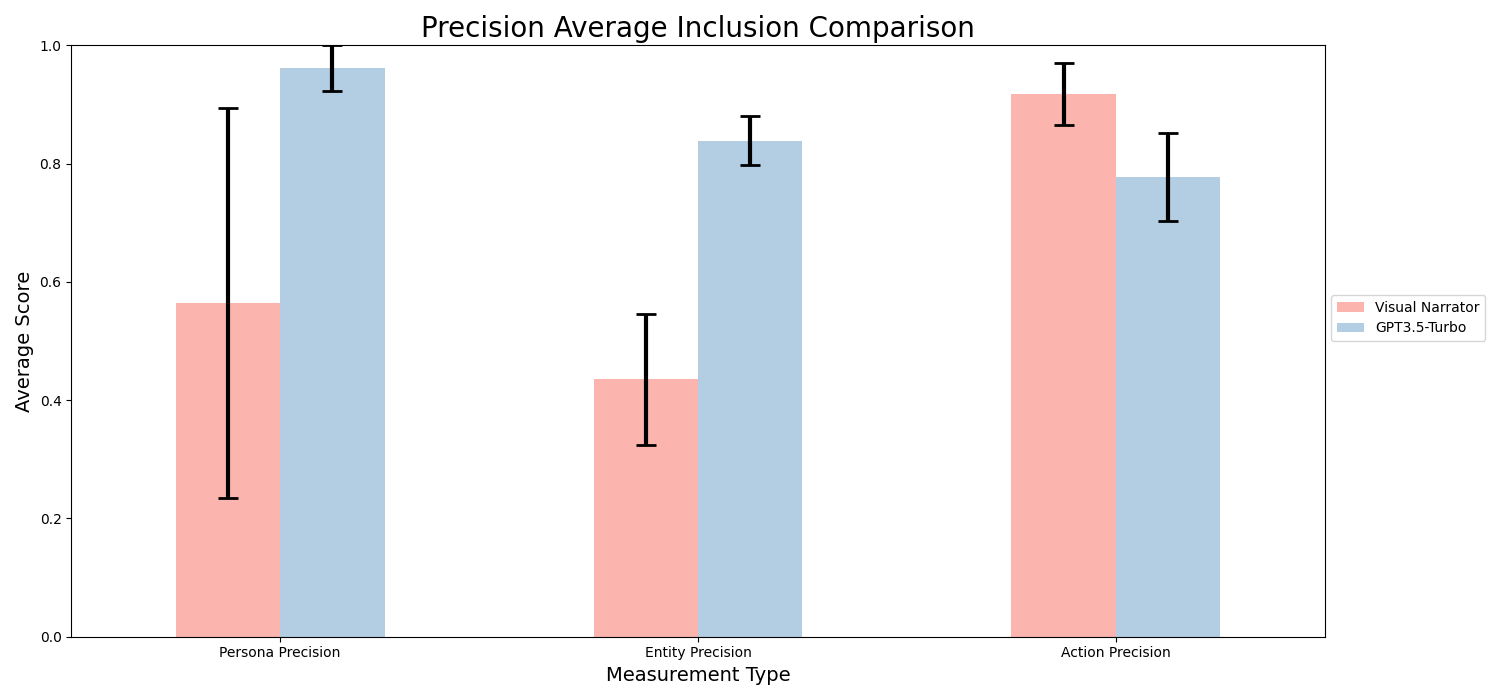 Precision Average Inclusion Comparison
1.0
0.8
0.6
0.4
0.2
0.0
Average Score
Persona Precision
Entity Precision
Action Precision
Measurement Type
Visual Narrator
GPT3.5-Turbo